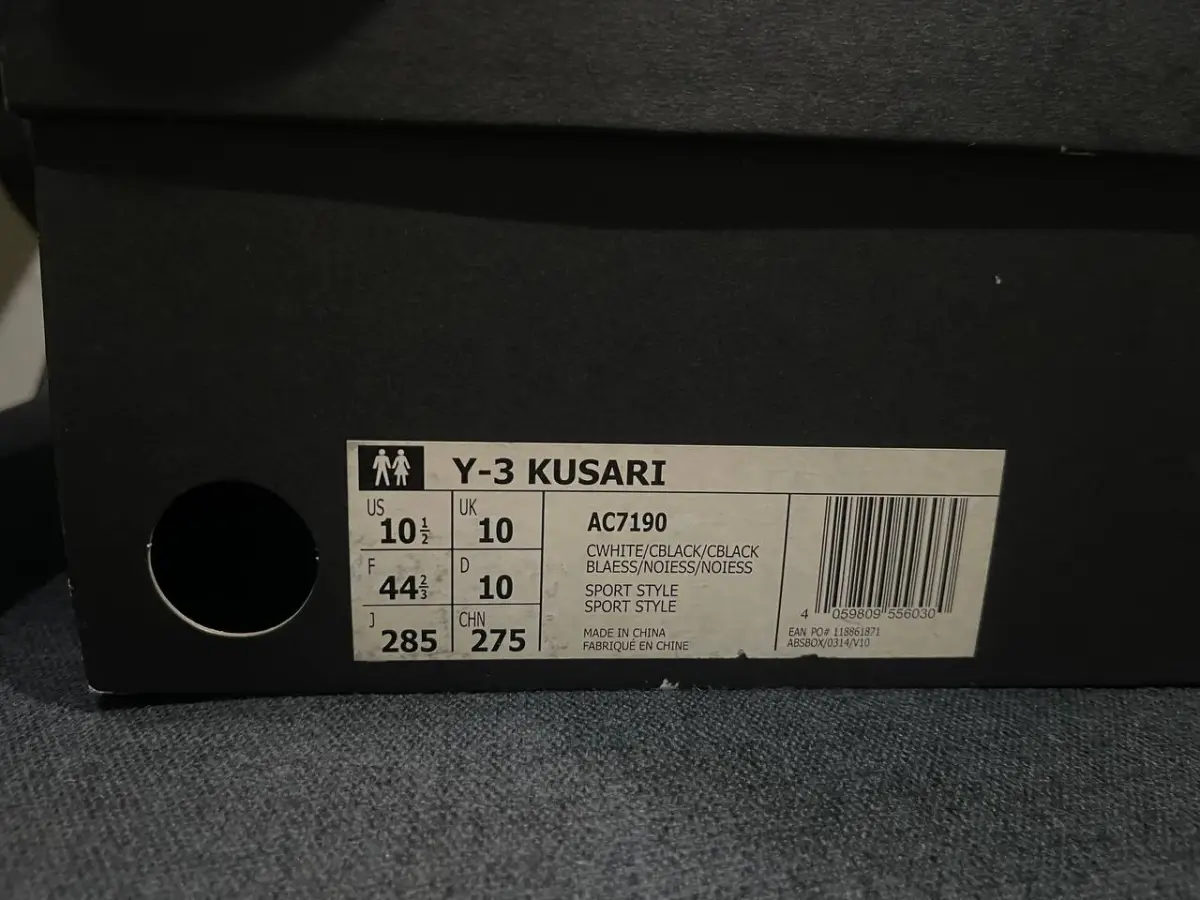 Y-3 KUSARI
US 10 1/2
UK 10
F 44 2/3
D 10
J 285
CHN 275
AC7190
CWHITE/CBLACK/CBLACK
BLAESS/NOIESS/NOIESS
SPORT STYLE
SPORT STYLE
MADE IN CHINA
FABRIQUÉ EN CHINE
4 059809 556030
EAN PO# 118861871
ABSBOX/0314/V10